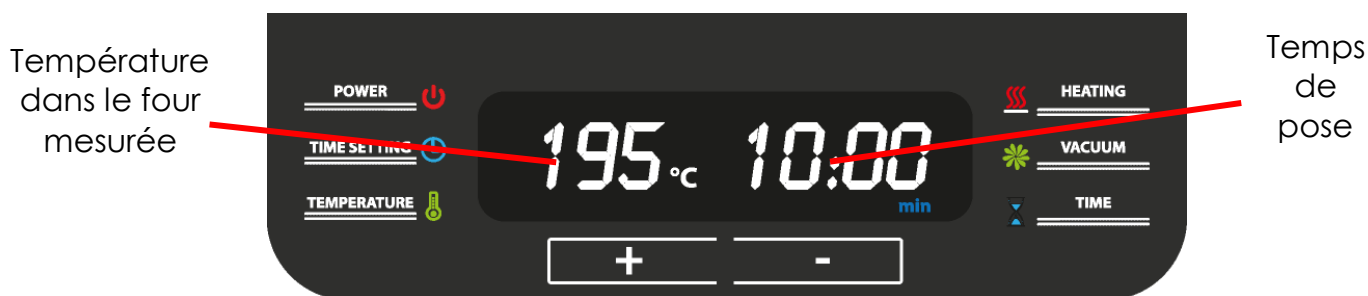 Température
dans le four
mesurée
POWER
TIME SETTING
TEMPERATURE
195 °C 10:00
min
+ -
HEATING
VACUUM
TIME
Temps
de
pose